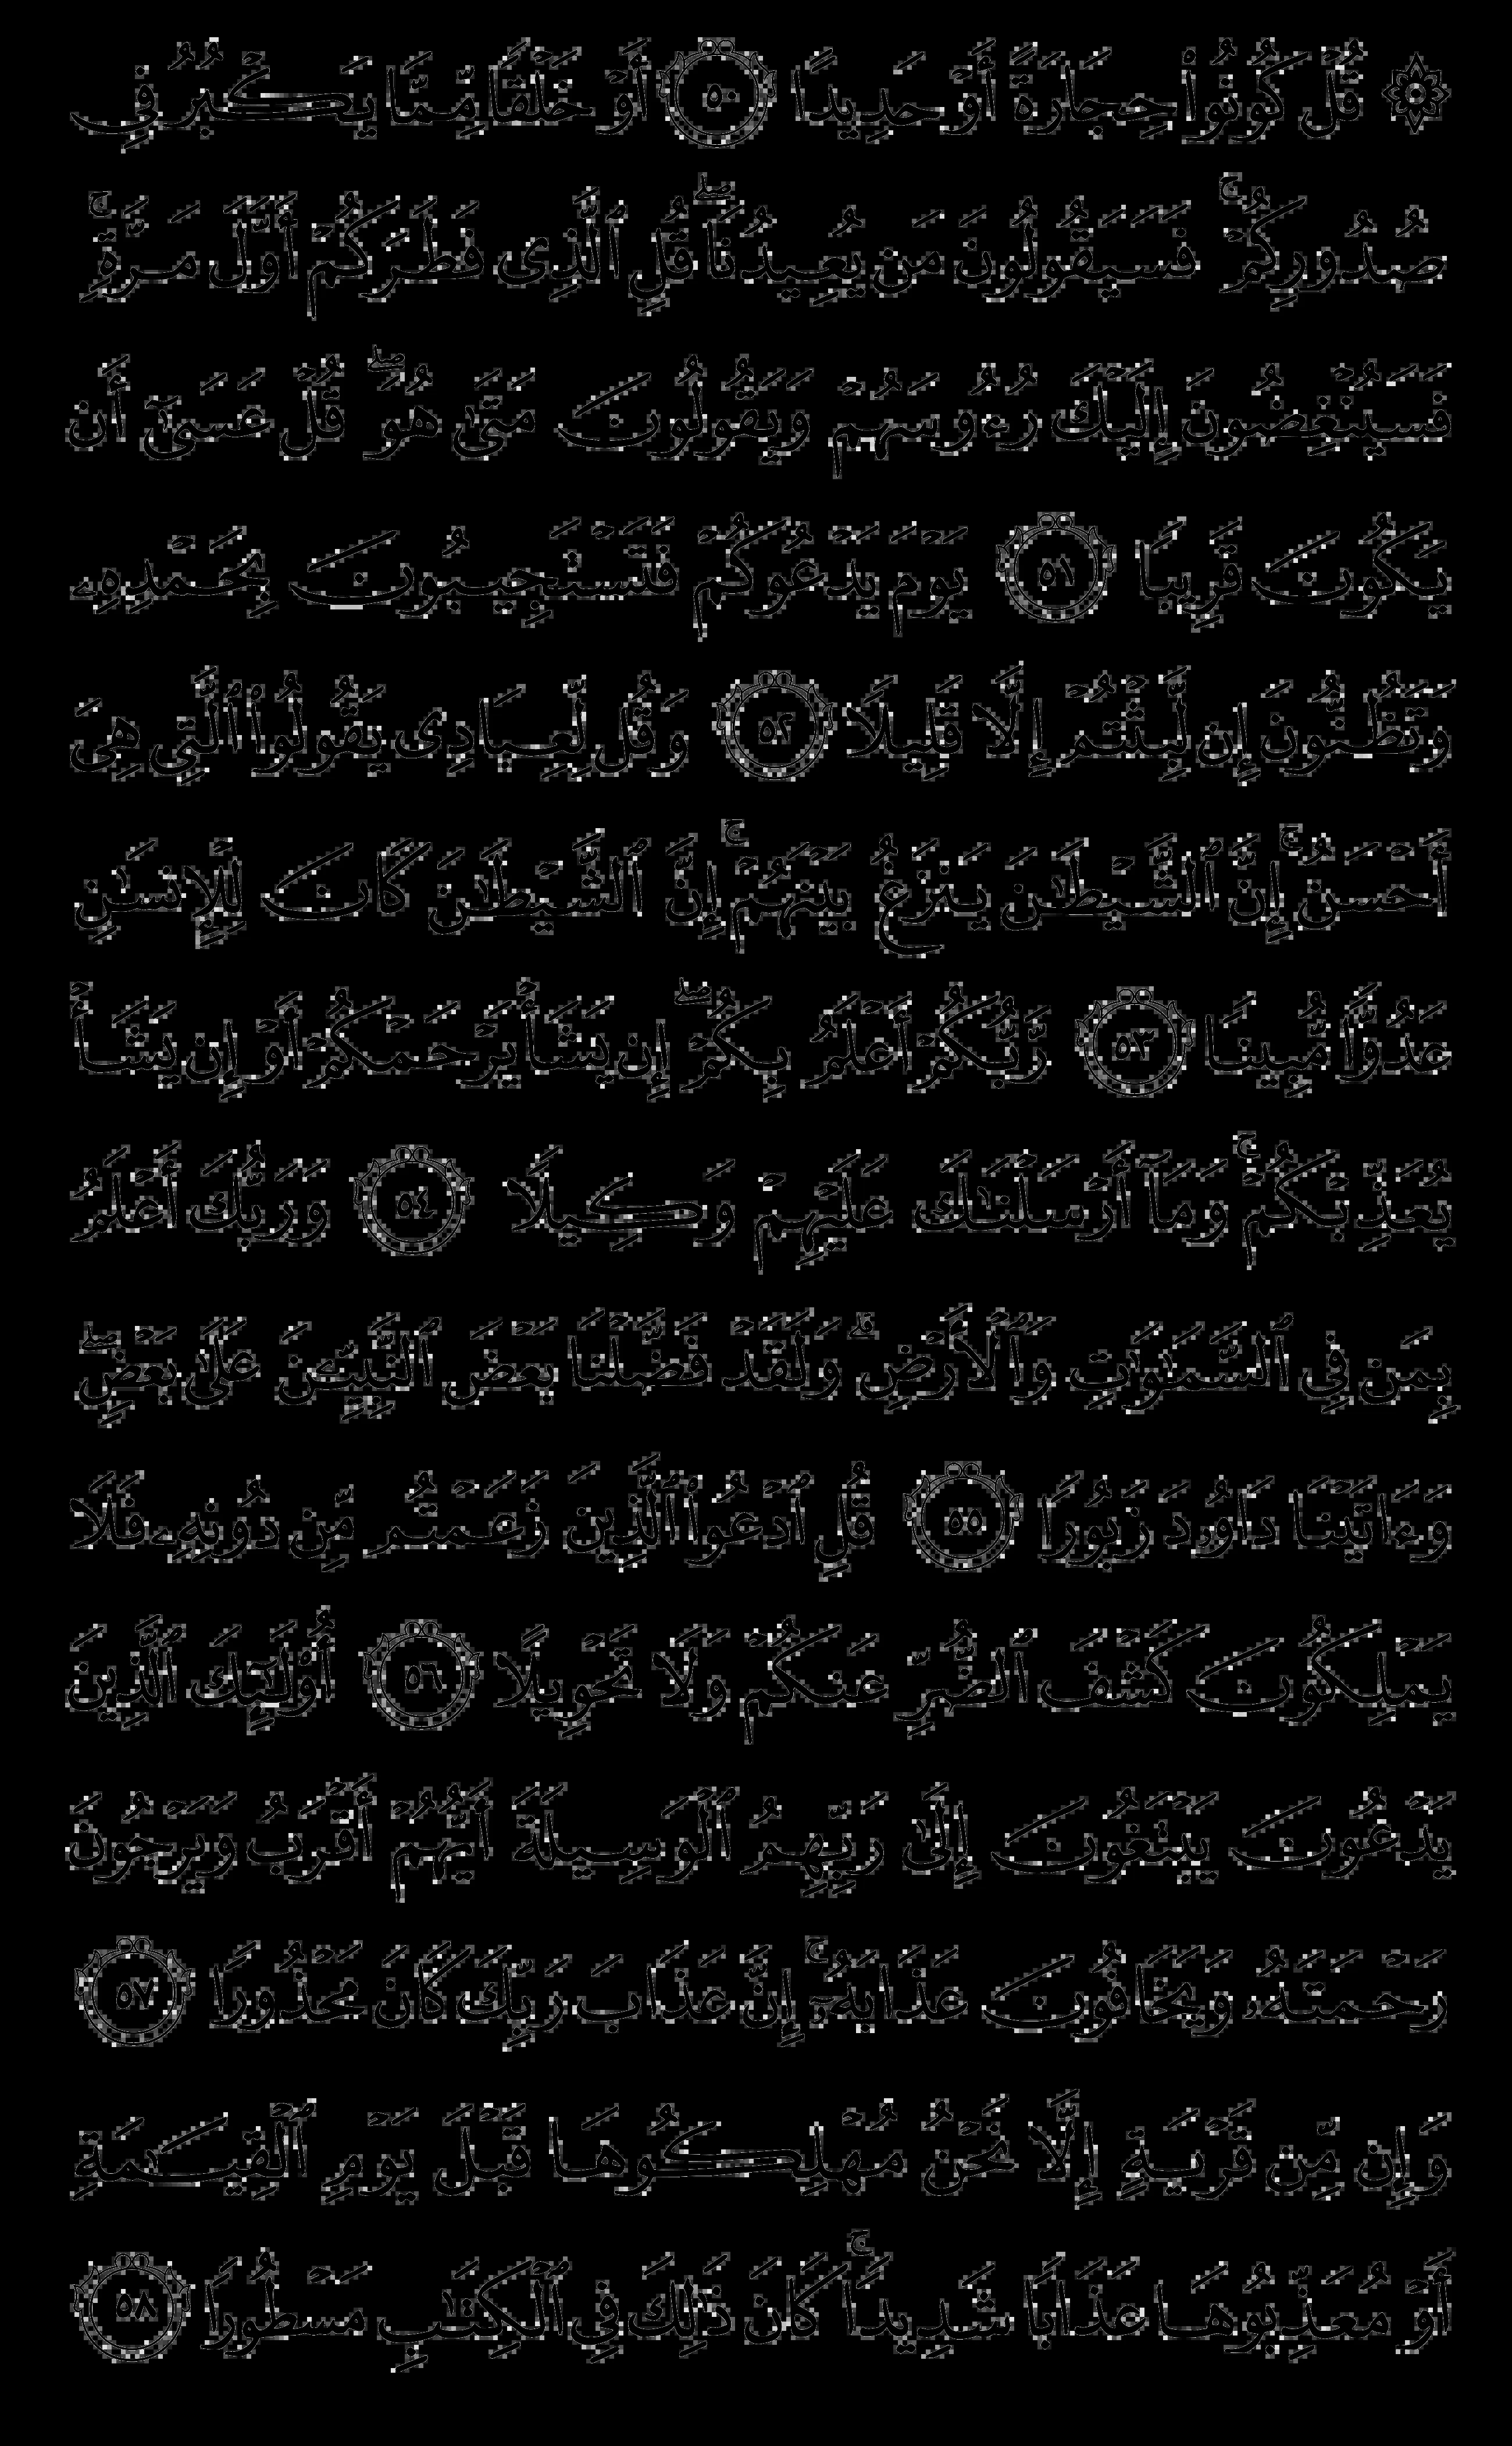 ۞ قُلْ كُونُوا۟ حِجَارَةً أَوْ حَدِيدًا ٥٠ أَوْ خَلْقًا مِّمَّا يَكْبُرُ فِى
صُدُورِكُمْ ۚ فَسَيَقُولُونَ مَن يُعِيدُنَا ۖ قُلِ ٱلَّذِى فَطَرَكُمْ أَوَّلَ مَرَّةٍ ۚ
فَسَيُنْغِضُونَ إِلَيْكَ رُءُوسَهُمْ وَيَقُولُونَ مَتَىٰ هُوَ ۖ قُلْ عَسَىٰٓ أَن
يَكُونَ قَرِيبًا ٥١ يَوْمَ يَدْعُوكُمْ فَتَسْتَجِيبُونَ بِحَمْدِهِۦ
وَتَظُنُّونَ إِن لَّبِثْتُمْ إِلَّا قَلِيلًا ٥٢ وَقُل لِّعِبَادِى يَقُولُوا۟ ٱلَّتِى هِىَ
أَحْسَنُ ۚ إِنَّ ٱلشَّيْطَٰنَ يَنزَغُ بَيْنَهُمْ ۚ إِنَّ ٱلشَّيْطَٰنَ كَانَ لِلْإِنسَٰنِ
عَدُوًّا مُّبِينًا ٥٣ رَّبُّكُمْ أَعْلَمُ بِكُمْ ۖ إِن يَشَأْ يَرْحَمْكُمْ أَوْ إِن يَشَأْ
يُعَذِّبْكُمْ ۚ وَمَآ أَرْسَلْنَٰكَ عَلَيْهِمْ وَكِيلًا ٥٤ وَرَبُّكَ أَعْلَمُ
بِمَن فِى ٱلسَّمَٰوَٰتِ وَٱلْأَرْضِ ۗ وَلَقَدْ فَضَّلْنَا بَعْضَ ٱلنَّبِيِّۦنَ عَلَىٰ بَعْضٍ ۖ
وَءَاتَيْنَا دَاوُۥدَ زَبُورًا ٥٥ قُلِ ٱدْعُوا۟ ٱلَّذِينَ زَعَمْتُم مِّن دُونِهِۦ فَلَا
يَمْلِكُونَ كَشْفَ ٱلضُّرِّ عَنكُمْ وَلَا تَحْوِيلًا ٥٦ أُو۟لَٰٓئِكَ ٱلَّذِينَ
يَدْعُونَ يَبْتَغُونَ إِلَىٰ رَبِّهِمُ ٱلْوَسِيلَةَ أَيُّهُمْ أَقْرَبُ وَيَرْجُونَ
رَحْمَتَهُۥ وَيَخَافُونَ عَذَابَهُۥٓ ۚ إِنَّ عَذَابَ رَبِّكَ كَانَ مَحْذُورًا ٥٧
وَإِن مِّن قَرْيَةٍ إِلَّا نَحْنُ مُهْلِكُوهَا قَبْلَ يَوْمِ ٱلْقِيَٰمَةِ
أَوْ مُعَذِّبُوهَا عَذَابًا شَدِيدًا ۚ كَانَ ذَٰلِكَ فِى ٱلْكِتَٰبِ مَسْطُورًا ٥٨